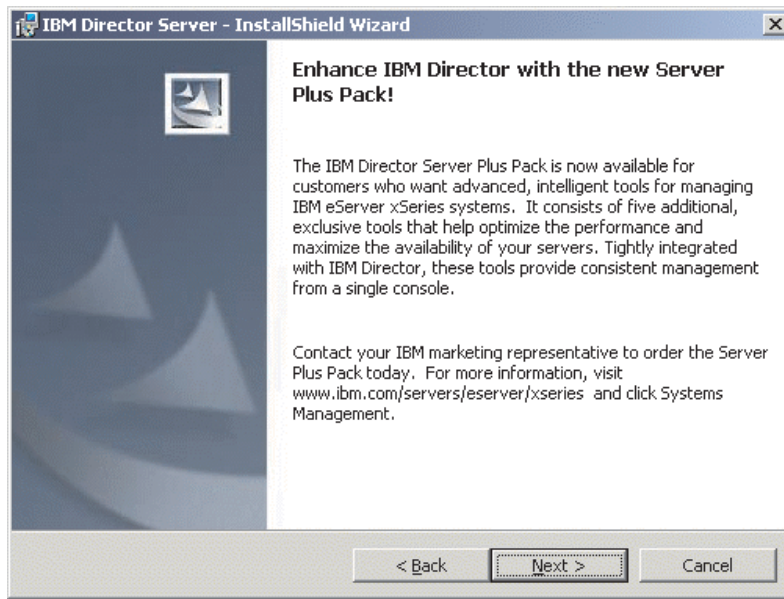 IBM Director Server - InstallShield Wizard
Enhance IBM Director with the new Server
Plus Pack!
The IBM Director Server Plus Pack is now available for
customers who want advanced, intelligent tools for managing
IBM eServer xSeries systems.  It consists of five additional,
exclusive tools that help optimize the performance and
maximize the availability of your servers. Tightly integrated
with IBM Director, these tools provide consistent management
from a single console.
Contact your IBM marketing representative to order the Server
Plus Pack today.  For more information, visit
www.ibm.com/servers/eserver/xseries  and click Systems
Management.
< Back Next > Cancel